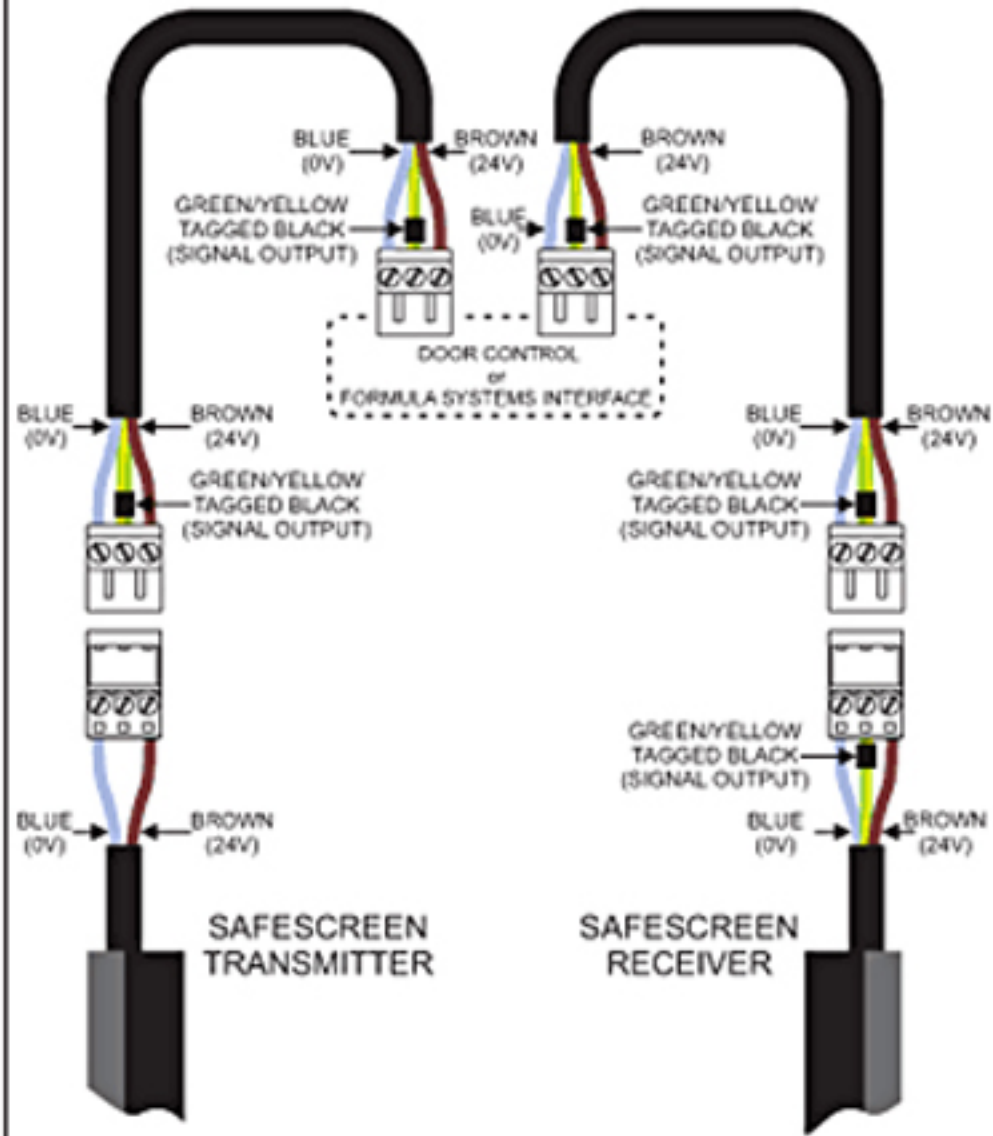 BLUE
(0V)
BROWN
(24V)
BROWN
(24V)
GREEN/YELLOW
TAGGED BLACK
(SIGNAL OUTPUT)
BLUE
(0V)
GREEN/YELLOW
TAGGED BLACK
(SIGNAL OUTPUT)
DOOR CONTROL
or
FORMULA SYSTEMS INTERFACE
BLUE
(0V)
BROWN
(24V)
BLUE
(0V)
BROWN
(24V)
GREEN/YELLOW
TAGGED BLACK
(SIGNAL OUTPUT)
GREEN/YELLOW
TAGGED BLACK
(SIGNAL OUTPUT)
GREEN/YELLOW
TAGGED BLACK
(SIGNAL OUTPUT)
BLUE
(0V)
BROWN
(24V)
BLUE
(0V)
BROWN
(24V)
SAFESCREEN
TRANSMITTER
SAFESCREEN
RECEIVER